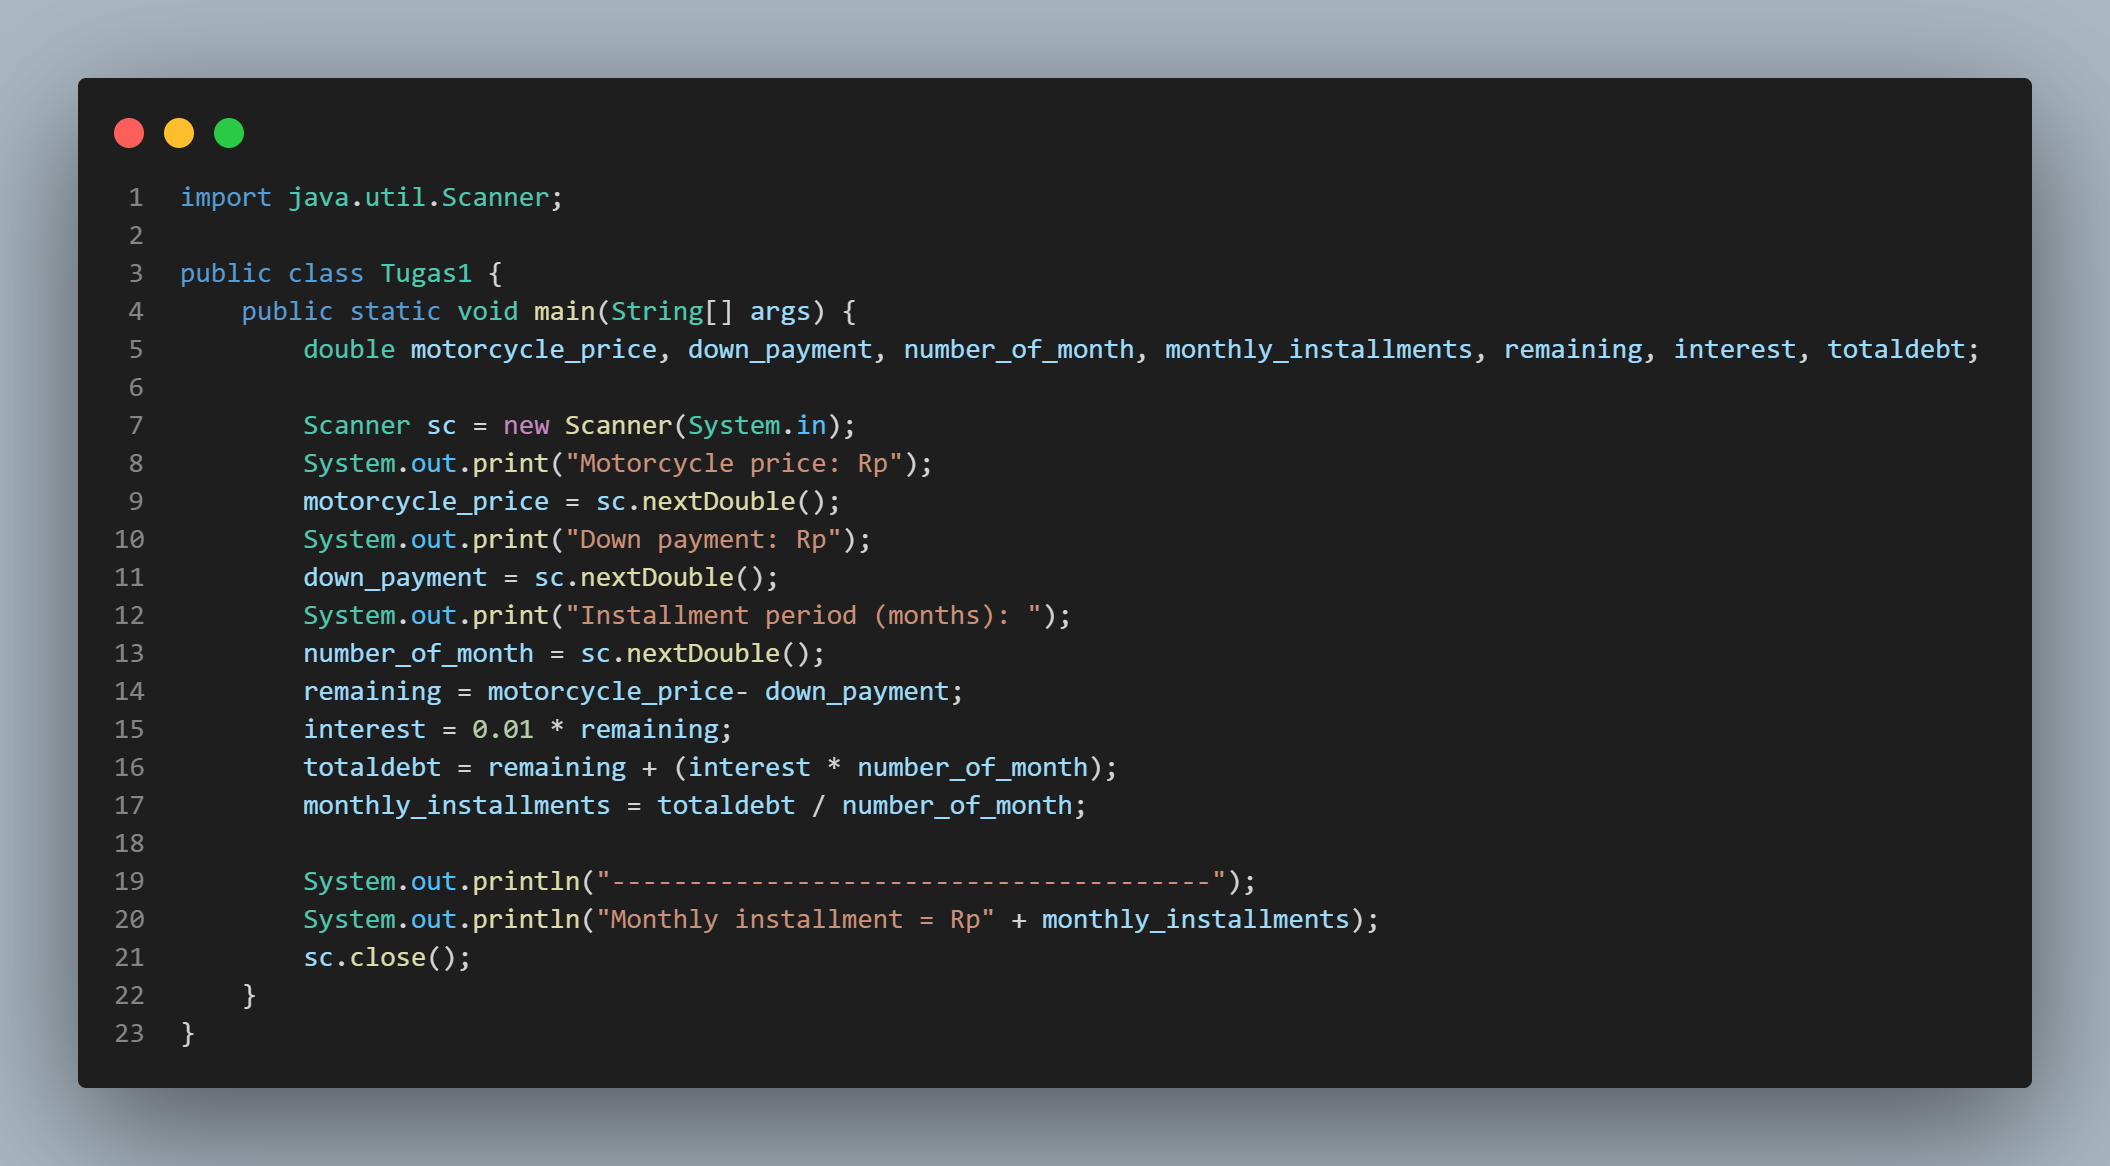 1 import java.util.Scanner;
2
3 public class Tugas1 {
4     public static void main(String[] args) {
5         double motorcycle_price, down_payment, number_of_month, monthly_installments, remaining, interest, totaldebt;
6
7         Scanner sc = new Scanner(System.in);
8         System.out.print("Motorcycle price: Rp");
9         motorcycle_price = sc.nextDouble();
10         System.out.print("Down payment: Rp");
11         down_payment = sc.nextDouble();
12         System.out.print("Installment period (months): ");
13         number_of_month = sc.nextDouble();
14         remaining = motorcycle_price- down_payment;
15         interest = 0.01 * remaining;
16         totaldebt = remaining + (interest * number_of_month);
17         monthly_installments = totaldebt / number_of_month;
18
19         System.out.println("---------------------------------------");
20         System.out.println("Monthly installment = Rp" + monthly_installments);
21         sc.close();
22     }
23 }